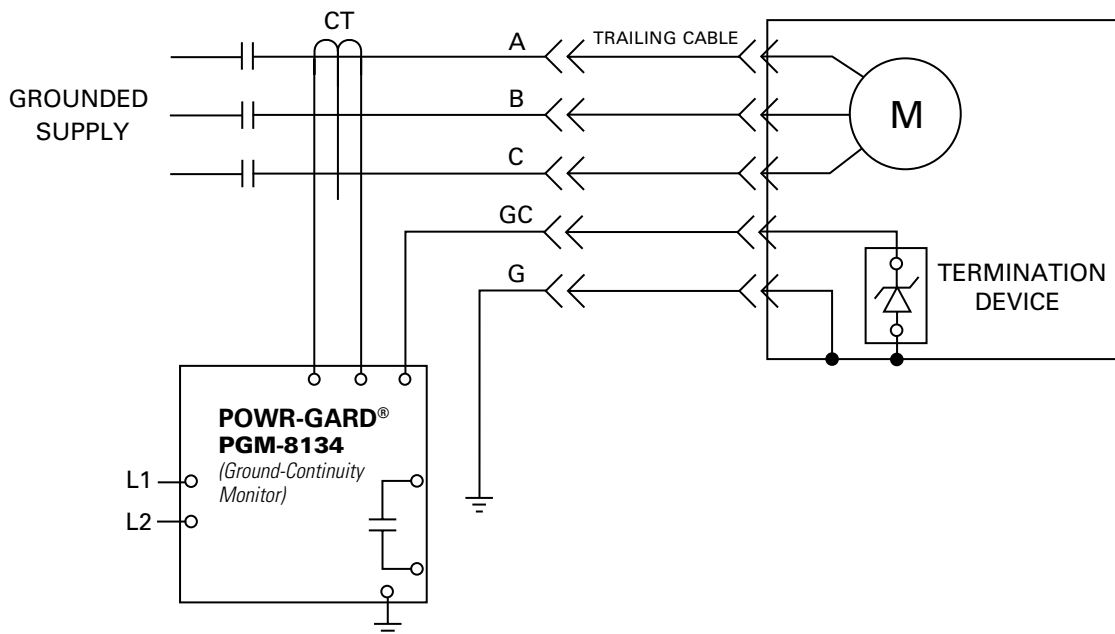 CT
A
TRAILING CABLE
GROUNDED
SUPPLY
B
M
C
GC
G
TERMINATION
DEVICE
POWR-GARD®
PGM-8134
(Ground-Continuity
Monitor)
L1
L2